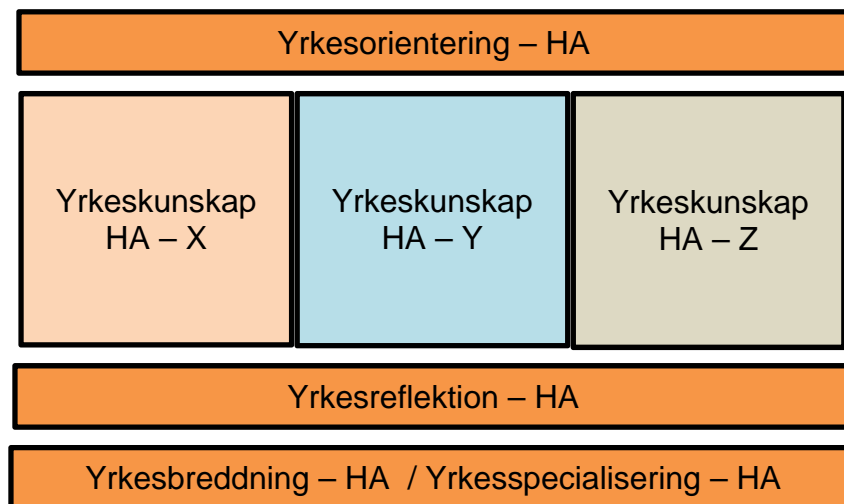 Yrkesorientering – HA
Yrkeskunskap
HA – X
Yrkeskunskap
HA – Y
Yrkeskunskap
HA – Z
Yrkesreflektion – HA
Yrkesbreddning – HA / Yrkesspecialisering – HA